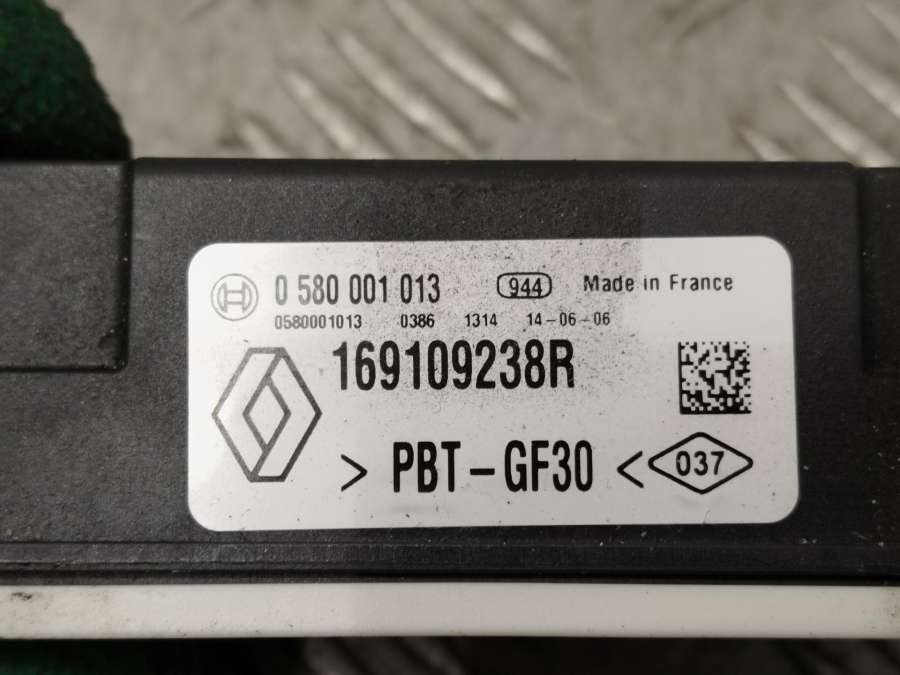 0 580 001 013 944 Made in France
0580001013 0386 1314 14-06-06
169109238R
>PBT-GF30< 037